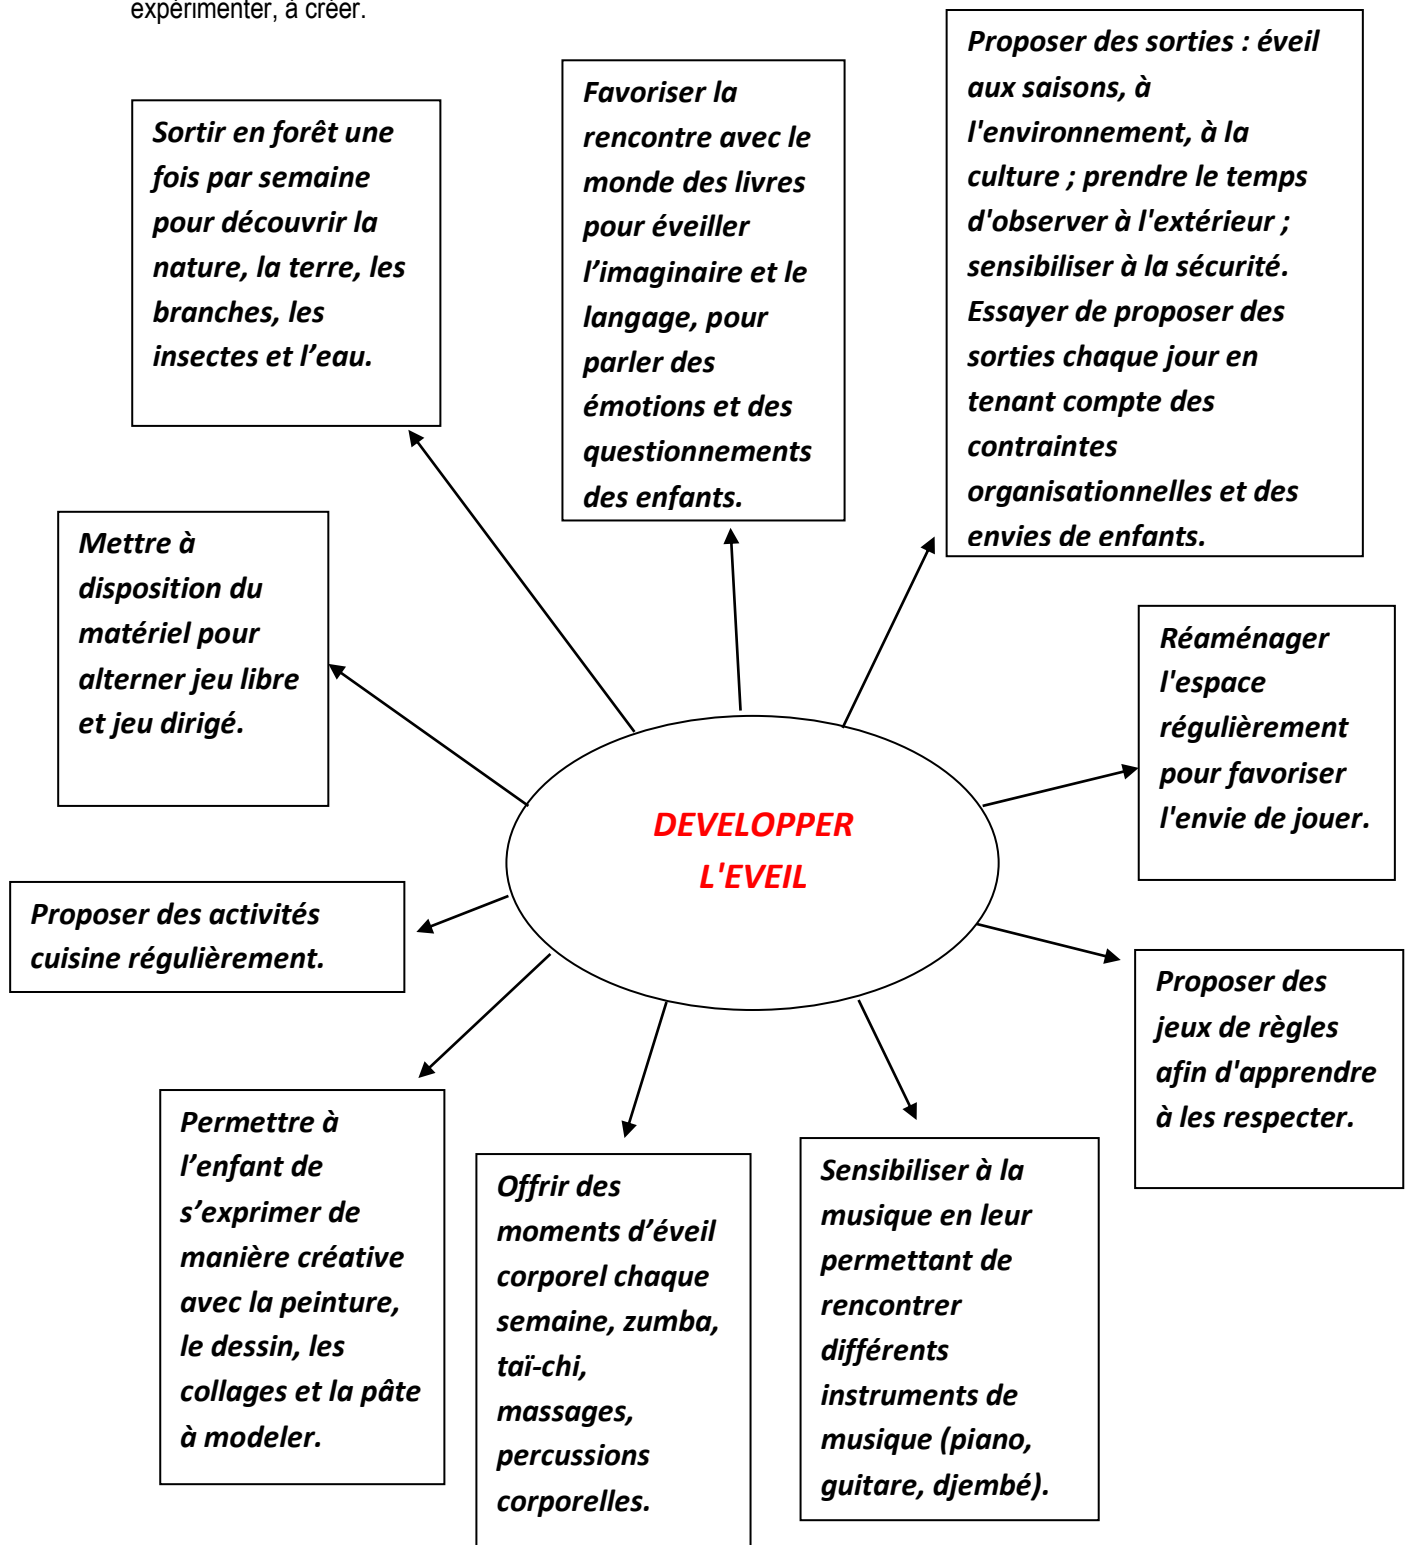 expérimenter, à créer.
Sortir en forêt une
fois par semaine
pour découvrir la
nature, la terre, les
branches, les
insectes et l’eau.
Favoriser la
rencontre avec le
monde des livres
pour éveiller
l’imaginaire et le
langage, pour
parler des
émotions et des
questionnements
des enfants.
Proposer des sorties : éveil
aux saisons, à
l'environnement, à la
culture ; prendre le temps
d'observer à l'extérieur ;
sensibiliser à la sécurité.
Essayer de proposer des
sorties chaque jour en
tenant compte des
contraintes
organisationnelles et des
envies de enfants.
Mettre à
disposition du
matériel pour
alterner jeu libre
et jeu dirigé.
Réaménager
l'espace
régulièrement
pour favoriser
l'envie de jouer.
DEVELOPPER
L'EVEIL
Proposer des activités
cuisine régulièrement.
Proposer des
jeux de règles
afin d'apprendre
à les respecter.
Permettre à
l’enfant de
s’exprimer de
manière créative
avec la peinture,
le dessin, les
collages et la pâte
à modeler.
Offrir des
moments d’éveil
corporel chaque
semaine, zumba,
taï-chi,
massages,
percussions
corporelles.
Sensibiliser à la
musique en leur
permettant de
rencontrer
différents
instruments de
musique (piano,
guitare, djembé).